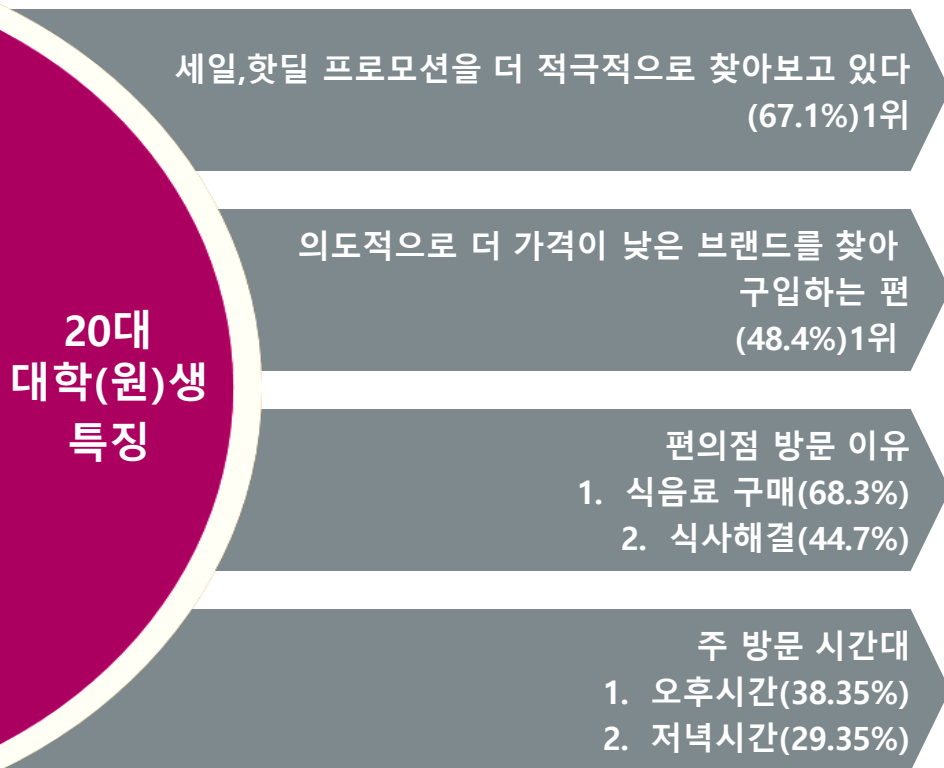 20대
대학(원)생
특징
세일,핫딜 프로모션을 더 적극적으로 찾아보고 있다
(67.1%)1위
의도적으로 더 가격이 낮은 브랜드를 찾아
구입하는 편
(48.4%)1위
편의점 방문 이유
1. 식음료 구매(68.3%)
2. 식사해결(44.7%)
주 방문 시간대
1. 오후시간(38.35%)
2. 저녁시간(29.35%)